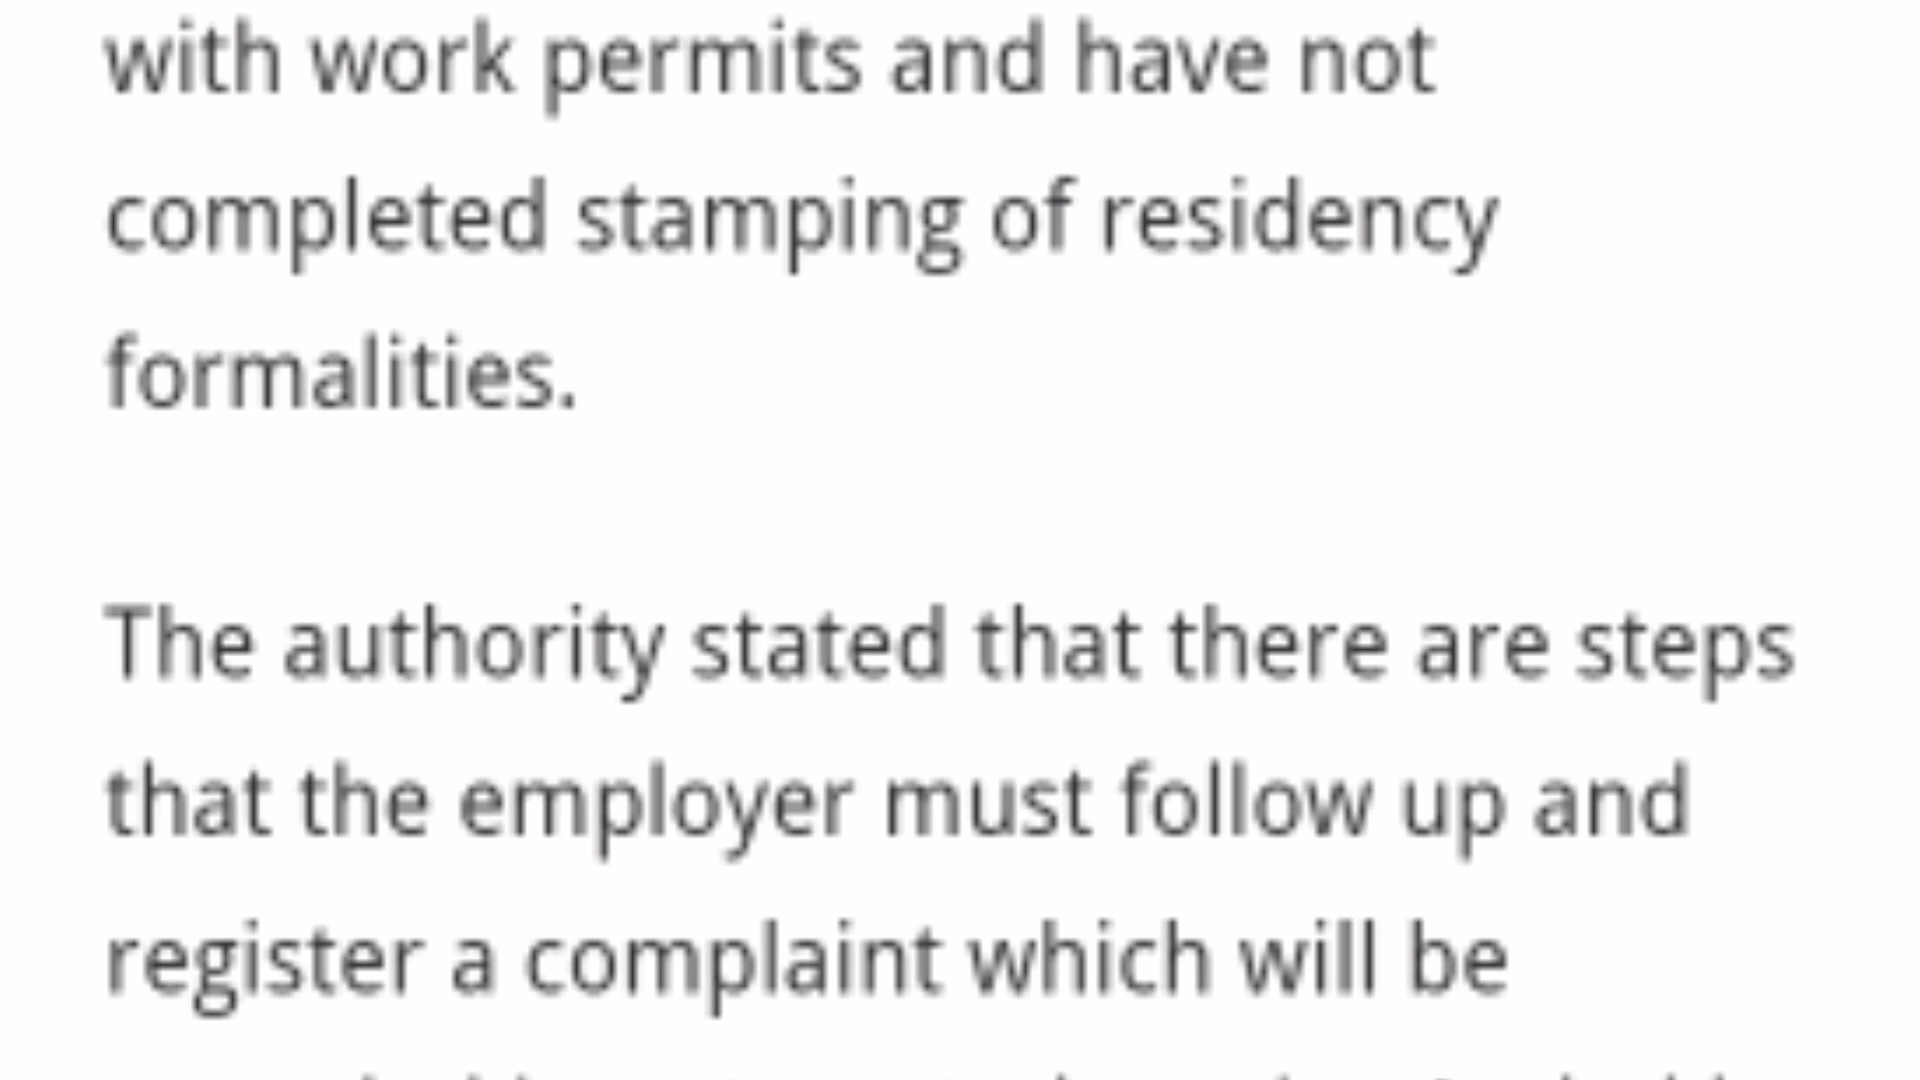 with work permits and have not
completed stamping of residency
formalities.
The authority stated that there are steps
that the employer must follow up and
register a complaint which will be